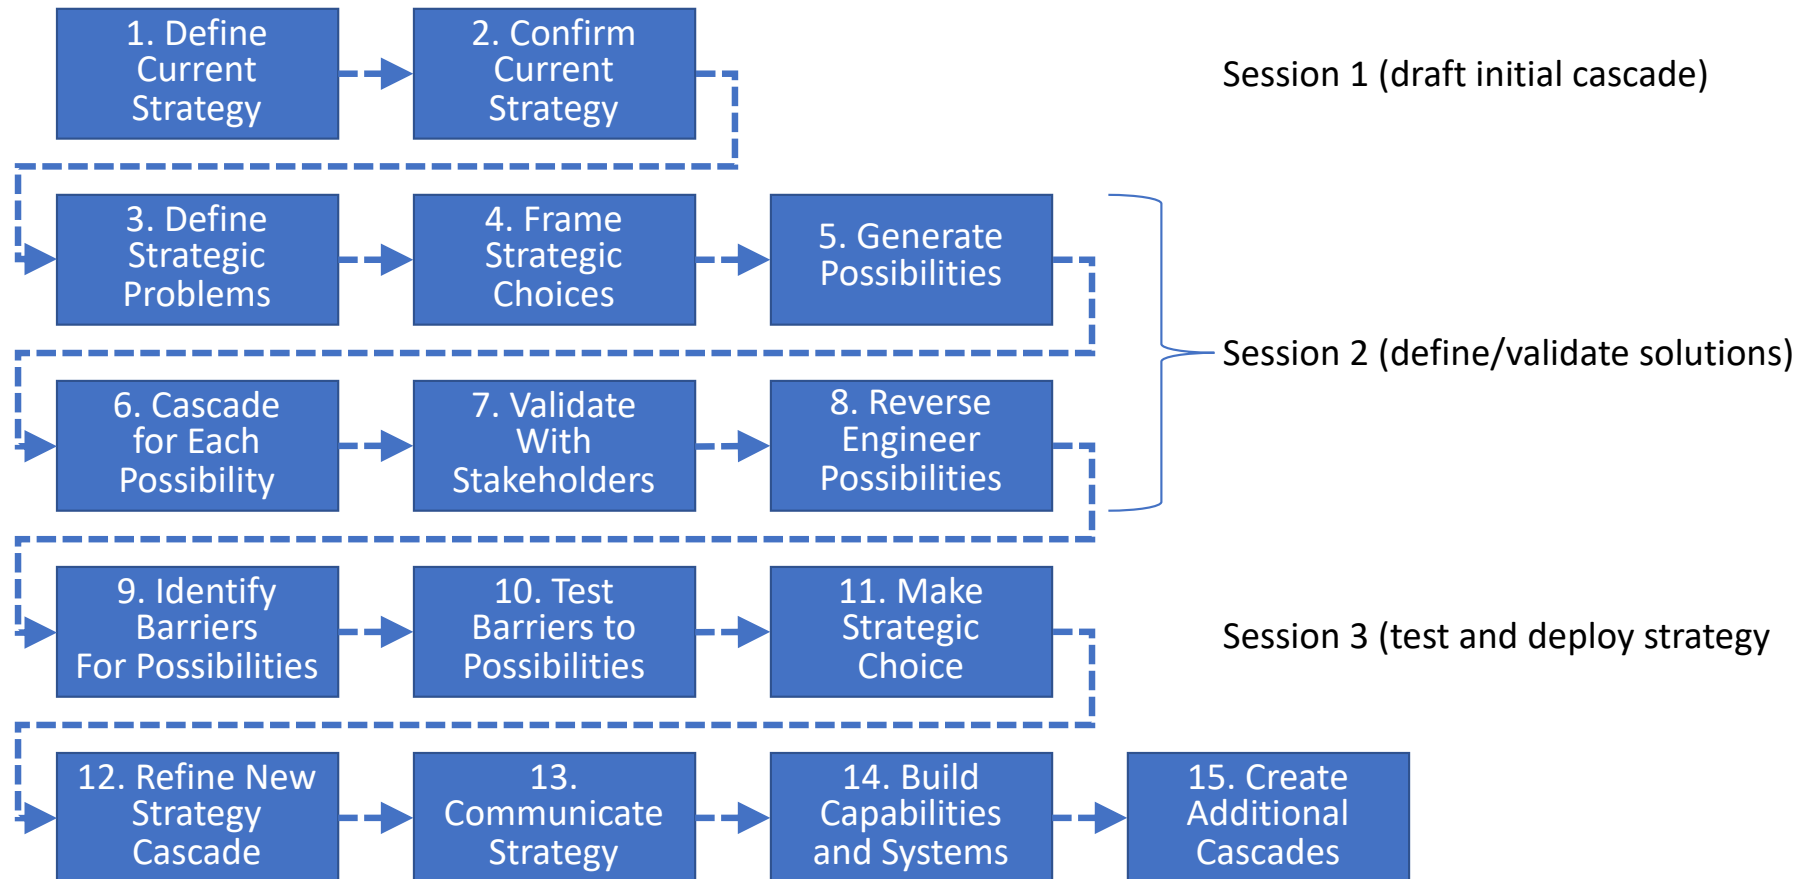 1. Define
Current
Strategy
2. Confirm
Current
Strategy
Session 1 (draft initial cascade)
3. Define
Strategic
Problems
4. Frame
Strategic
Choices
5. Generate
Possibilities
Session 2 (define/validate solutions)
6. Cascade
for Each
Possibility
7. Validate
With
Stakeholders
8. Reverse
Engineer
Possibilities
9. Identify
Barriers
For Possibilities
10. Test
Barriers to
Possibilities
11. Make
Strategic
Choice
Session 3 (test and deploy strategy
12. Refine New
Strategy
Cascade
13.
Communicate
Strategy
14. Build
Capabilities
and Systems
15. Create
Additional
Cascades